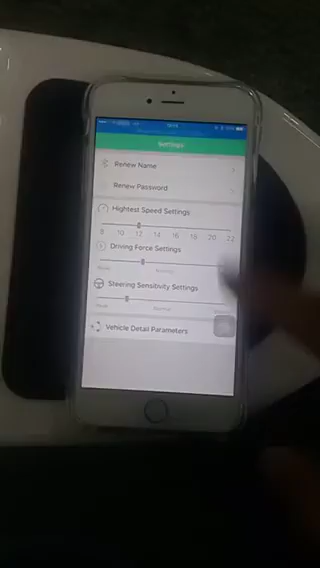 Settings
Renew Name
Renew Password
Hightest Speed Settings
8 10 12 14 16 18 20 22
Driving Force Settings
Normal
Steering Sensitivity Settings
Normal
Vehicle Detail Parameters